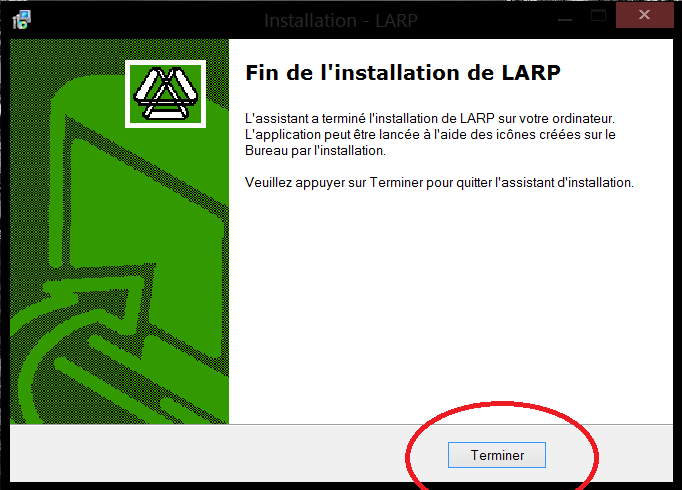 Installation - LARP
Fin de l'installation de LARP
L'assistant a terminé l'installation de LARP sur votre ordinateur.
L'application peut être lancée à l'aide des icônes créées sur le
Bureau par l'installation.
Veuillez appuyer sur Terminer pour quitter l'assistant d'installation.
Terminer